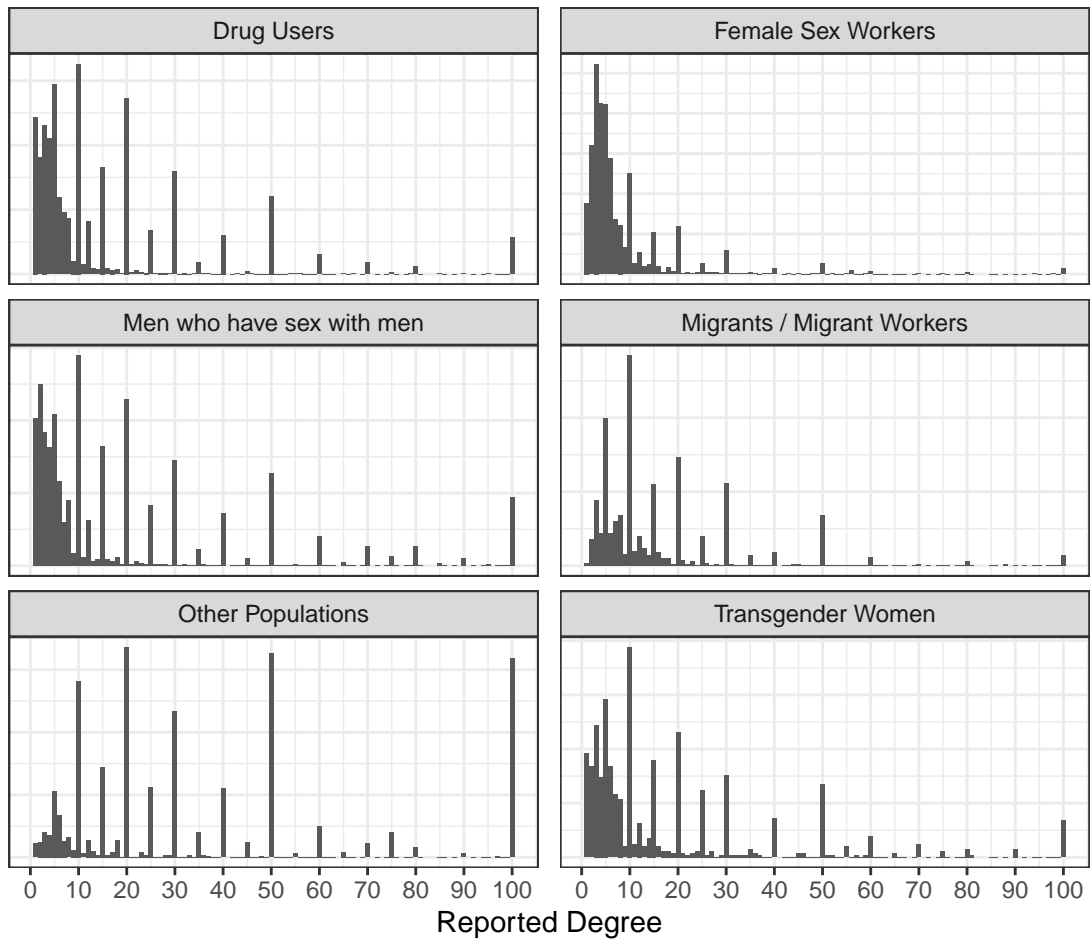 Drug Users
Female Sex Workers
Men who have sex with men
Migrants / Migrant Workers
Other Populations
Transgender Women
0 10 20 30 40 50 60 70 80 90 100
0 10 20 30 40 50 60 70 80 90 100
Reported Degree